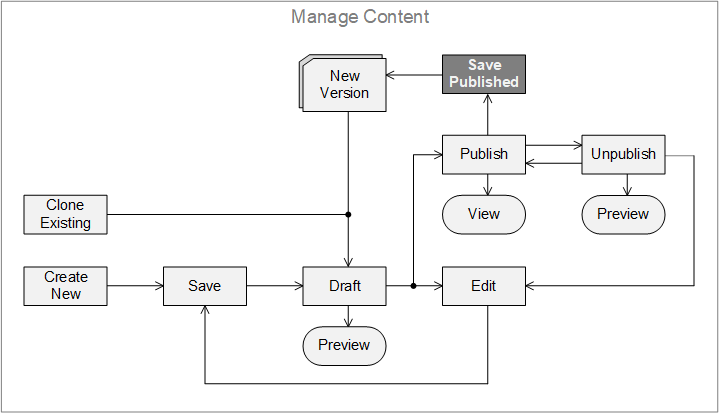 Manage Content
New
Version
Save
Published
Publish
Unpublish
Clone
Existing
View
Preview
Create
New
Save
Draft
Edit
Preview